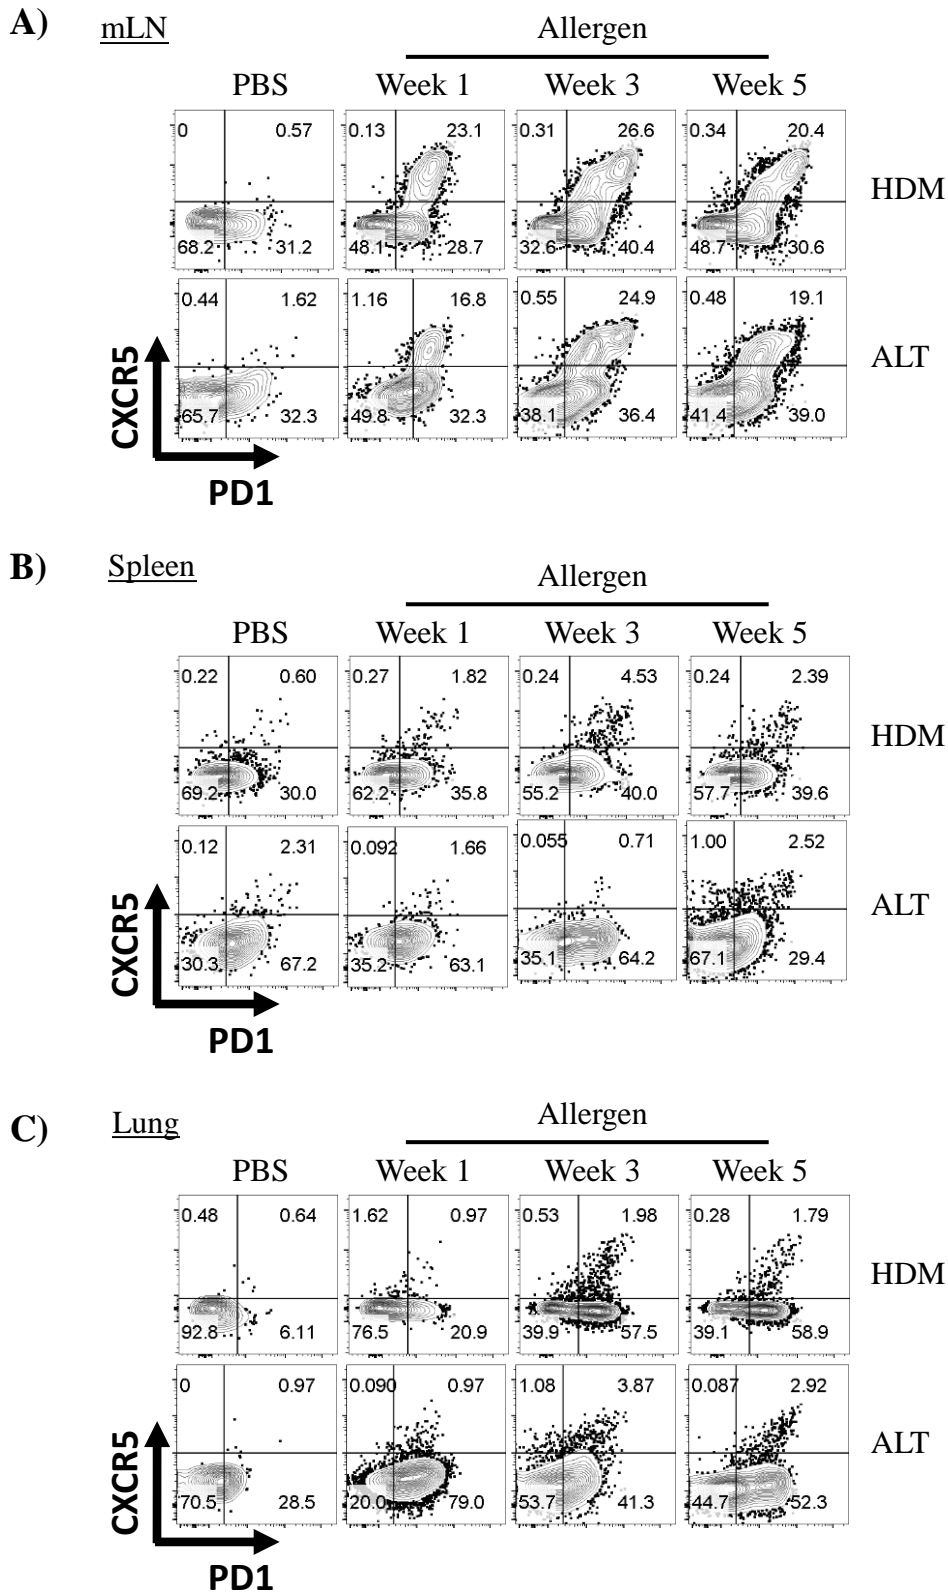 A) mLN
Allergen
PBS Week 1 Week 3 Week 5
0 0.57 0.13 23.1 0.31 26.6 0.34 20.4
HDM
68.2 31.2 48.1 28.7 32.6 40.4 48.7 30.6
0.44 1.62 1.16 16.8 0.55 24.9 0.48 19.1
ALT
CXCR5
65.7 32.3 49.8 32.3 38.1 36.4 41.4 39.0
PD1
B) Spleen
Allergen
PBS Week 1 Week 3 Week 5
0.22 0.60 0.27 1.82 0.24 4.53 0.24 2.39
HDM
69.2 30.0 62.2 35.8 55.2 40.0 57.7 39.6
0.12 2.31 0.092 1.66 0.055 0.71 1.00 2.52
ALT
CXCR5
30.3 67.2 35.2 63.1 35.1 64.2 67.1 29.4
PD1
C) Lung
Allergen
PBS Week 1 Week 3 Week 5
0.48 0.64 1.62 0.97 0.53 1.98 0.28 1.79
HDM
92.8 6.11 76.5 20.9 39.9 57.5 39.1 58.9
0 0.97 0.090 0.97 1.08 3.87 0.087 2.92
ALT
CXCR5
70.5 28.5 20.0 79.0 53.7 41.3 44.7 52.3
PD1